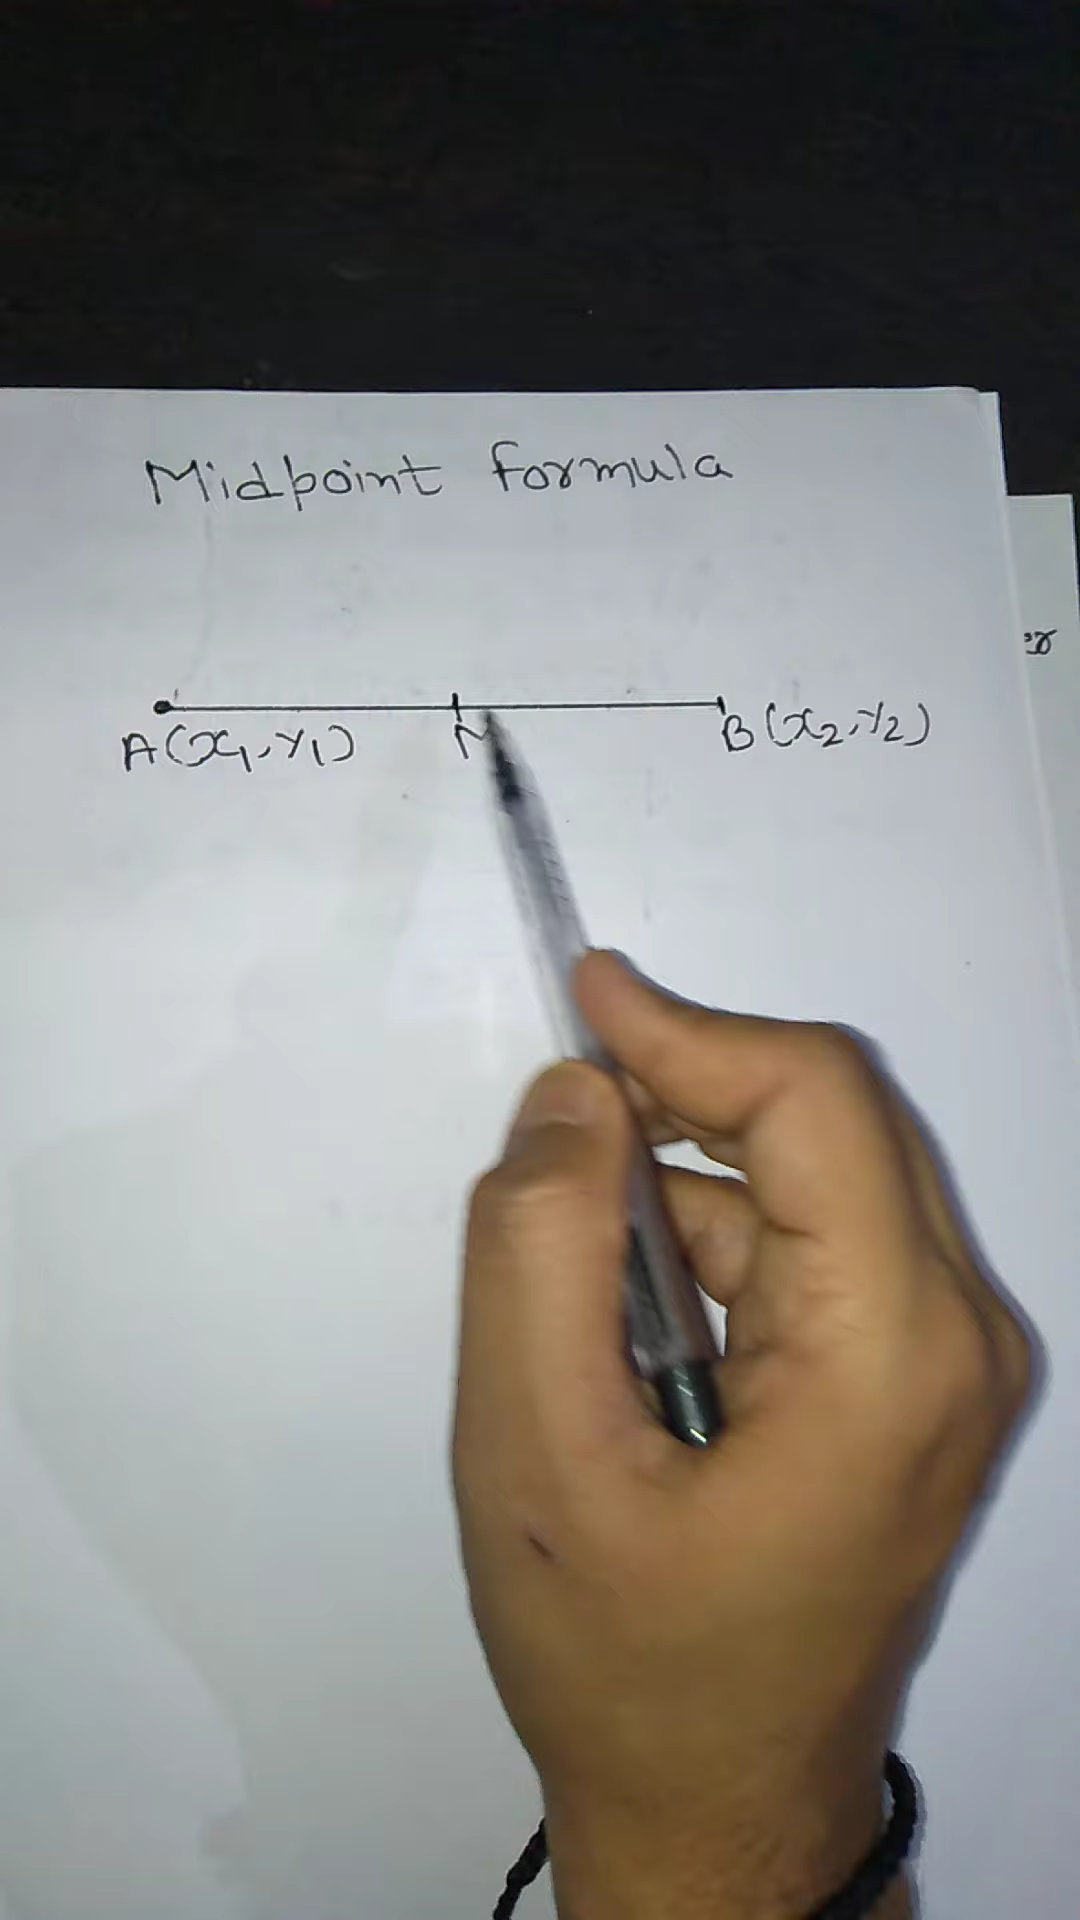 Midpoint formula
A(x₁,y₁) M B(x₂,y₂)